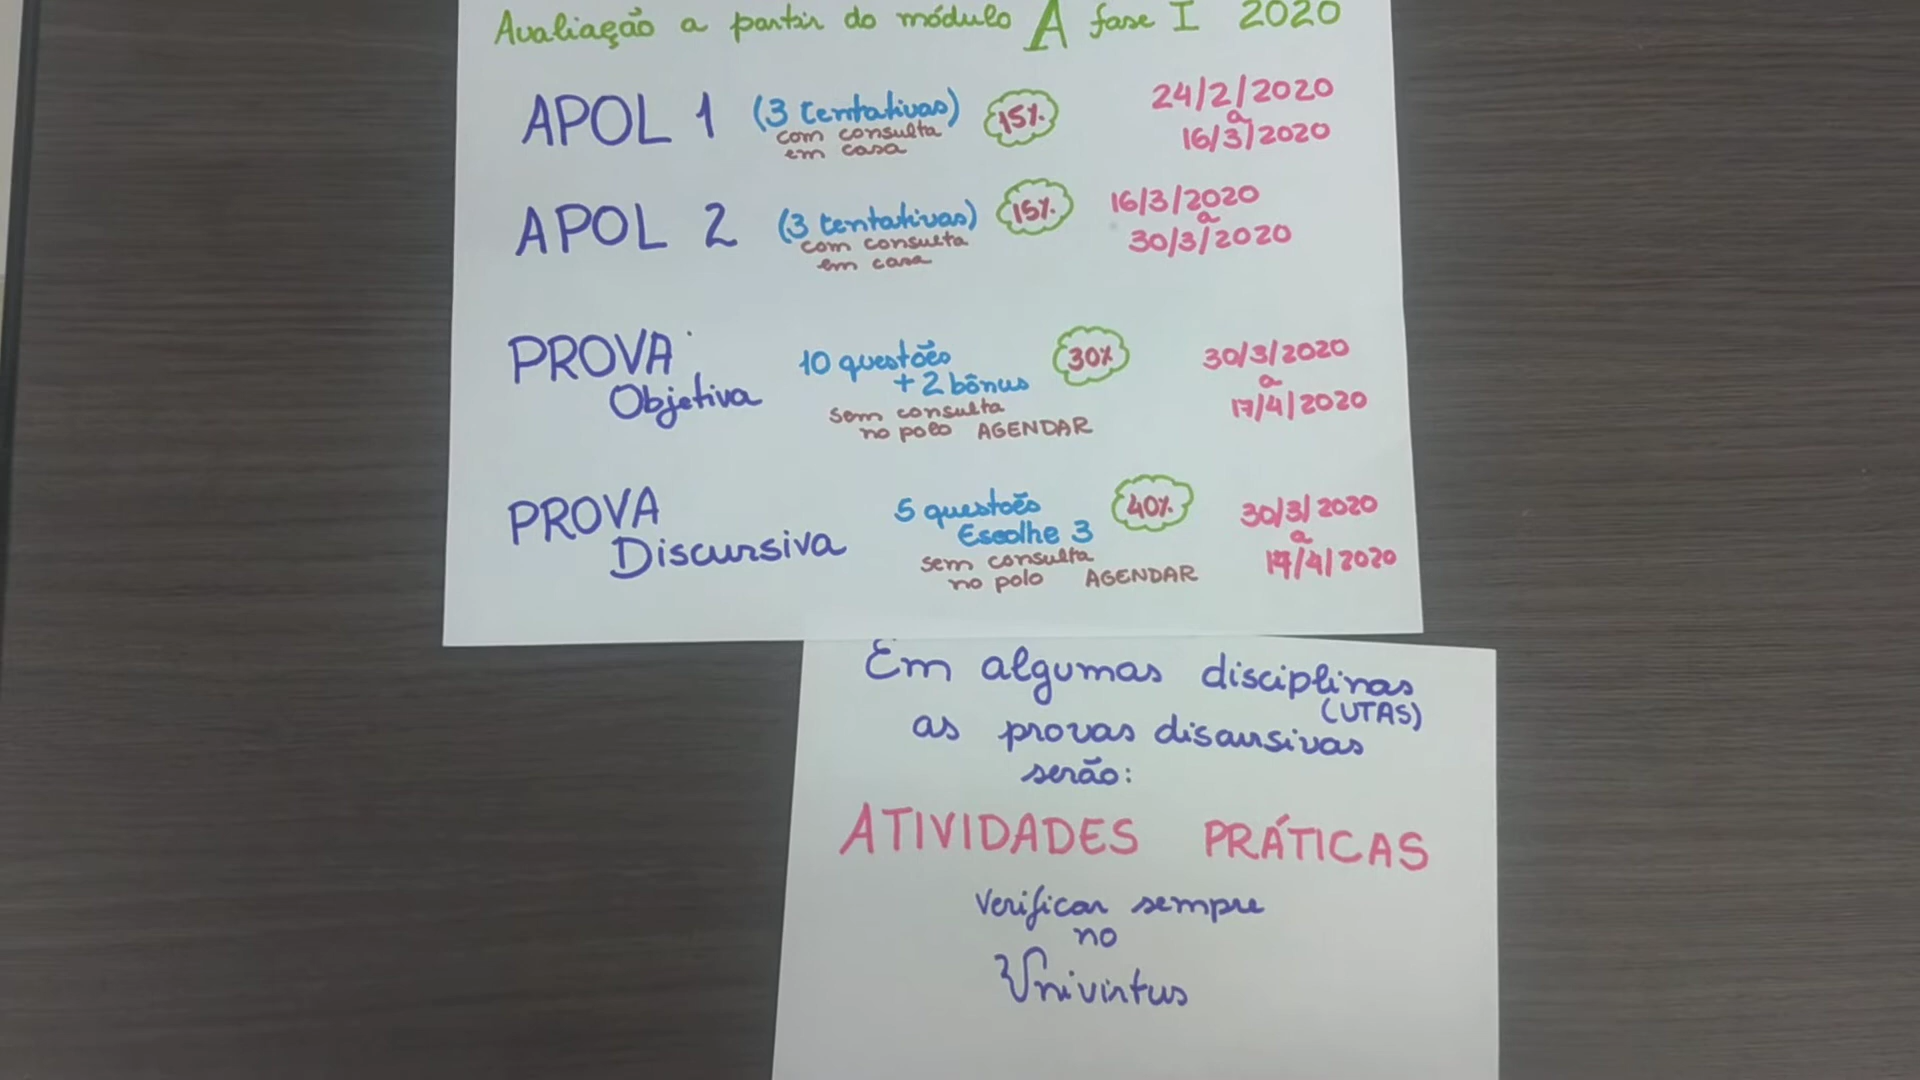 Avaliação a partir do módulo A fase I 2020
APOL 1 (3 tentativas) 15% 24/2/2020
com consulta a
em casa 16/3/2020
APOL 2 (3 tentativas) 15% 16/3/2020
com consulta a
em casa 30/3/2020
PROVA 10 questões 30% 30/3/2020
Objetiva + 2 bônus a
sem consulta 17/4/2020
no polo AGENDAR
PROVA 5 questões 40% 30/3/2020
Discursiva Escolhe 3 a
sem consulta 17/4/2020
no polo AGENDAR
Em algumas disciplinas
(UTAS)
as provas discursivas
serão:
ATIVIDADES PRÁTICAS
Verificar sempre
no
Univirtus